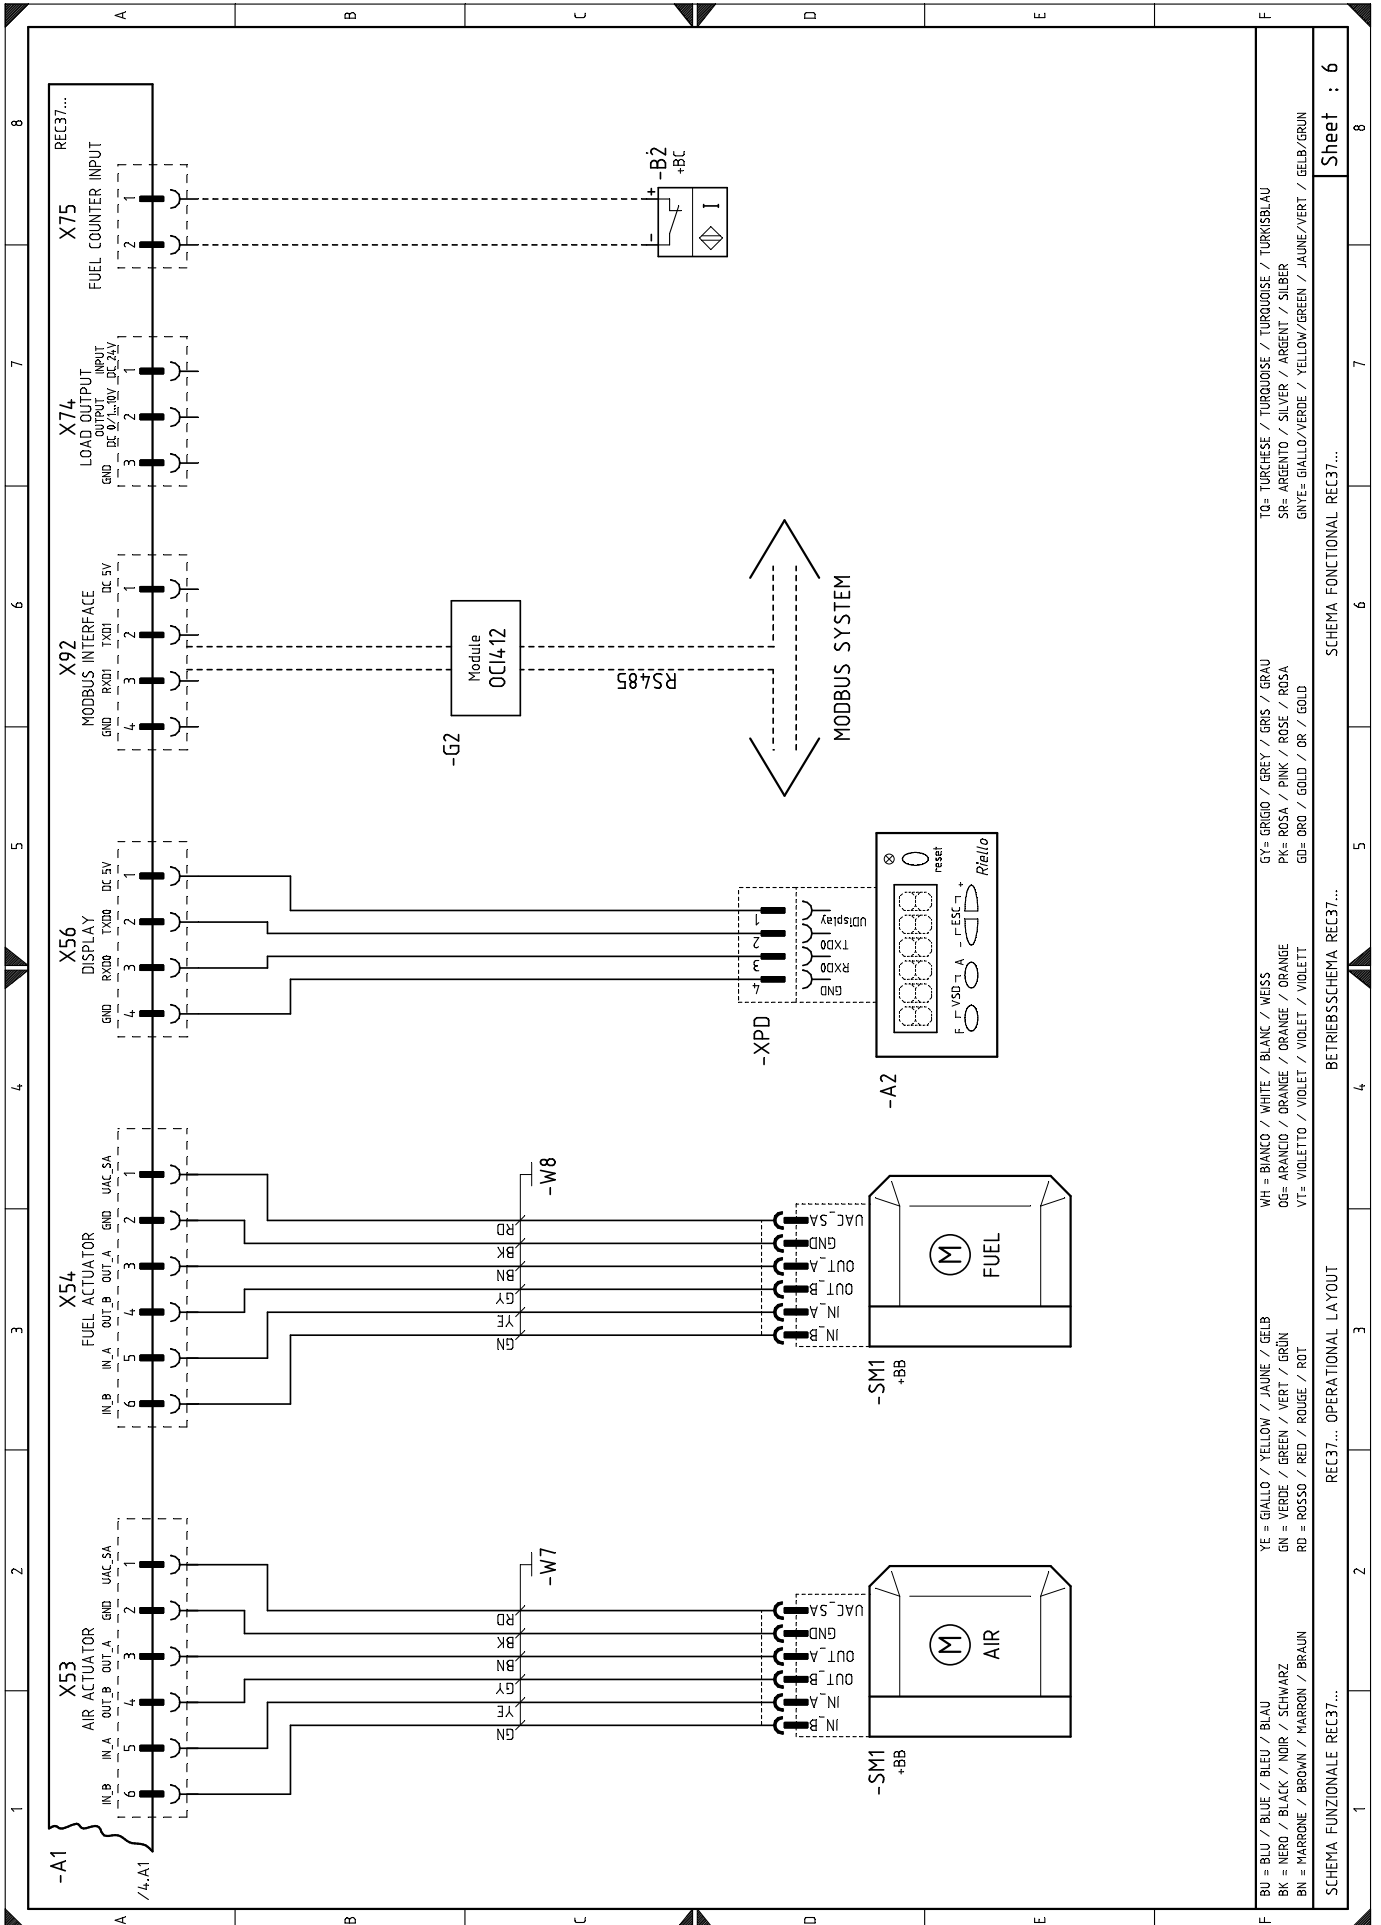 1
2
3
4
5
6
7
8
A
B
C
D
E
F
-A1
/4.A1
REC37...
X53
AIR ACTUATOR
IN_B
IN_A
OUT_B
OUT_A
GND
UAC_SA
6
5
4
3
2
1
X54
FUEL ACTUATOR
IN_B
IN_A
OUT_B
OUT_A
GND
UAC_SA
6
5
4
3
2
1
X56
DISPLAY
GND
RXD0
TXD0
DC 5V
4
3
2
1
X92
MODBUS INTERFACE
GND
RXD1
TXD1
DC 5V
4
3
2
1
X74
LOAD OUTPUT
OUTPUT
INPUT
GND
DC 0/1...10V
DC 24V
3
2
1
X75
FUEL COUNTER INPUT
2
1
GN
YE
GY
BN
BK
RD
-W7
GN
YE
GY
BN
BK
RD
-W8
-G2
Module
OCI412
RS485
MODBUS SYSTEM
-
+
-B2
+BC
I
IN_B
IN_A
OUT_B
OUT_A
GND
UAC_SA
-SM1
+BB
M
AIR
IN_B
IN_A
OUT_B
OUT_A
GND
UAC_SA
-SM1
+BB
M
FUEL
-XPD
4
3
2
1
GND
RXD0
TXD0
UDisplay
-A2
F
VSD
A
-
ESC
+
reset
Riello
BU = BLU / BLUE / BLEU / BLAU
BK = NERO / BLACK / NOIR / SCHWARZ
BN = MARRONE / BROWN / MARRON / BRAUN
YE = GIALLO / YELLOW / JAUNE / GELB
GN = VERDE / GREEN / VERT / GRÜN
RD = ROSSO / RED / ROUGE / ROT
WH = BIANCO / WHITE / BLANC / WEISS
OG= ARANCIO / ORANGE / ORANGE / ORANGE
VT= VIOLETTO / VIOLET / VIOLET / VIOLETT
GY= GRIGIO / GREY / GRIS / GRAU
PK= ROSA / PINK / ROSE / ROSA
GD= ORO / GOLD / OR / GOLD
TQ= TURCHESE / TURQUOISE / TURQUOISE / TURKISBLAU
SR= ARGENTO / SILVER / ARGENT / SILBER
GNYE= GIALLO/VERDE / YELLOW/GREEN / JAUNE/VERT / GELB/GRUN
SCHEMA FUNZIONALE REC37...
REC37... OPERATIONAL LAYOUT
BETRIEBSSCHEMA REC37...
SCHEMA FONCTIONAL REC37...
Sheet : 6
1
2
3
4
5
6
7
8
A
B
C
D
E
F